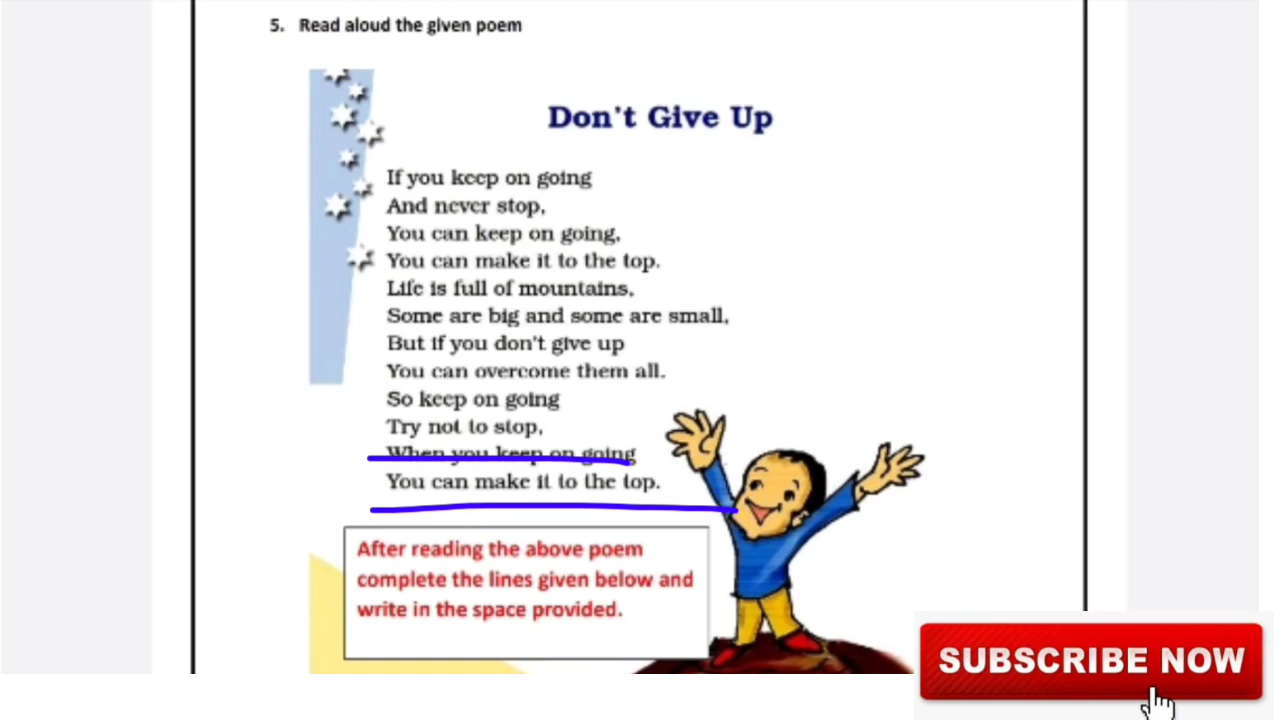 5. Read aloud the given poem
Don't Give Up
If you keep on going
And never stop,
You can keep on going,
You can make it to the top.
Life is full of mountains,
Some are big and some are small,
But if you don't give up
You can overcome them all.
So keep on going
Try not to stop,
When you keep on going
You can make it to the top.
After reading the above poem
complete the lines given below and
write in the space provided.
SUBSCRIBE NOW